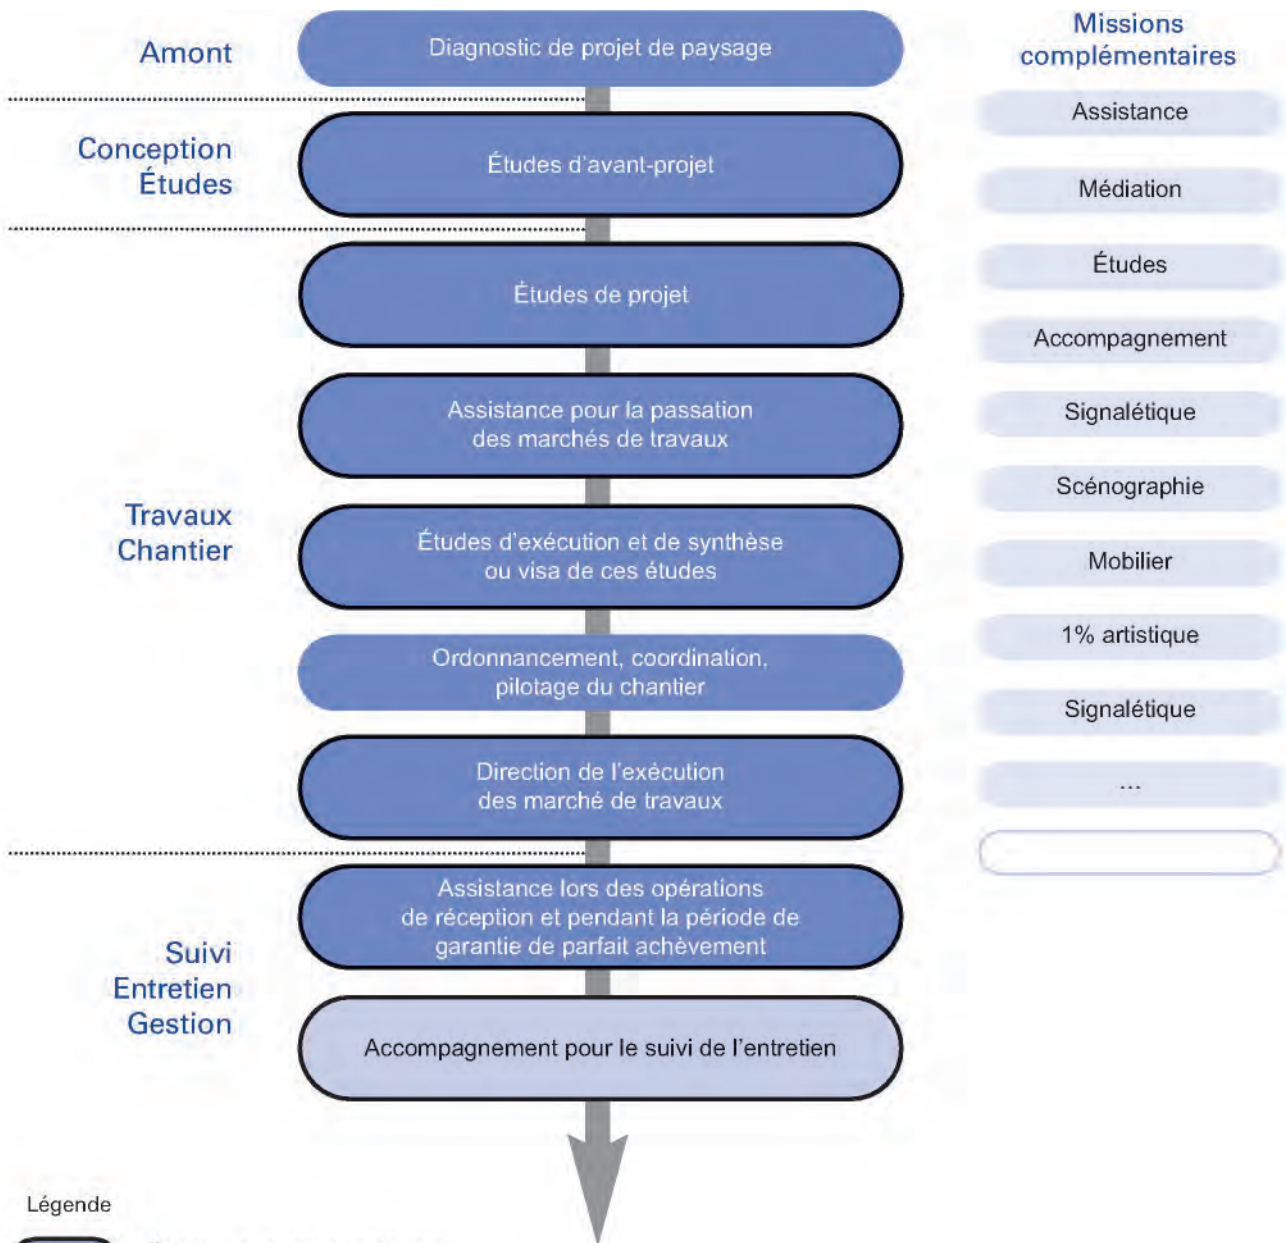 Amont
Diagnostic de projet de paysage
Conception
Études
Études d'avant-projet
Travaux
Chantier
Études de projet
Assistance pour la passation
des marchés de travaux
Études d'exécution et de synthèse
ou visa de ces études
Ordonnancement, coordination,
pilotage du chantier
Direction de l'exécution
des marché de travaux
Suivi
Entretien
Gestion
Assistance lors des opérations
de réception et pendant la période de
garantie de parfait achèvement
Accompagnement pour le suivi de l'entretien
Missions
complémentaires
Assistance
Médiation
Études
Accompagnement
Signalétique
Scénographie
Mobilier
1% artistique
Signalétique
...
Légende